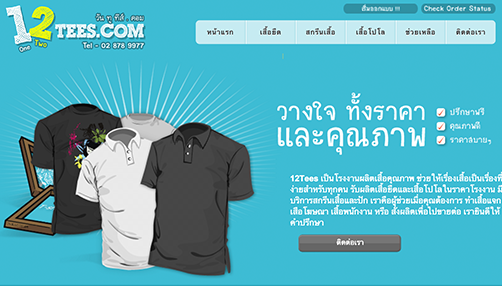 วัน ทู ทีส์ . คอม
12TEES.COM
One Two
Tel - 02 878 9977
Check Order Status
หน้าแรก เสื้อยืด สกรีนเสื้อ เสื้อโปโล ช่วยเหลือ ติดต่อเรา
วางใจ ทั้งราคา
และคุณภาพ
ปรึกษาฟรี
คุณภาพดี
ราคาสบายๆ
12Tees เป็นโรงงานผลิตเสื้อคุณภาพ ช่วยให้เรื่องเสื้อเป็นเรื่องที่
ง่ายสำหรับทุกคน รับผลิตเสื้อยืดและเสื้อโปโลในราคาโรงงาน มี
บริการสกรีนเสื้อและปัก เราคือผู้ช่วยเมื่อคุณต้องการ ทำเสื้อแจก
เสื้อโฆษณา เสื้อพนักงาน หรือ สั่งผลิตเพื่อไปขายต่อ เรายินดีให้
คำปรึกษา
ติดต่อเรา